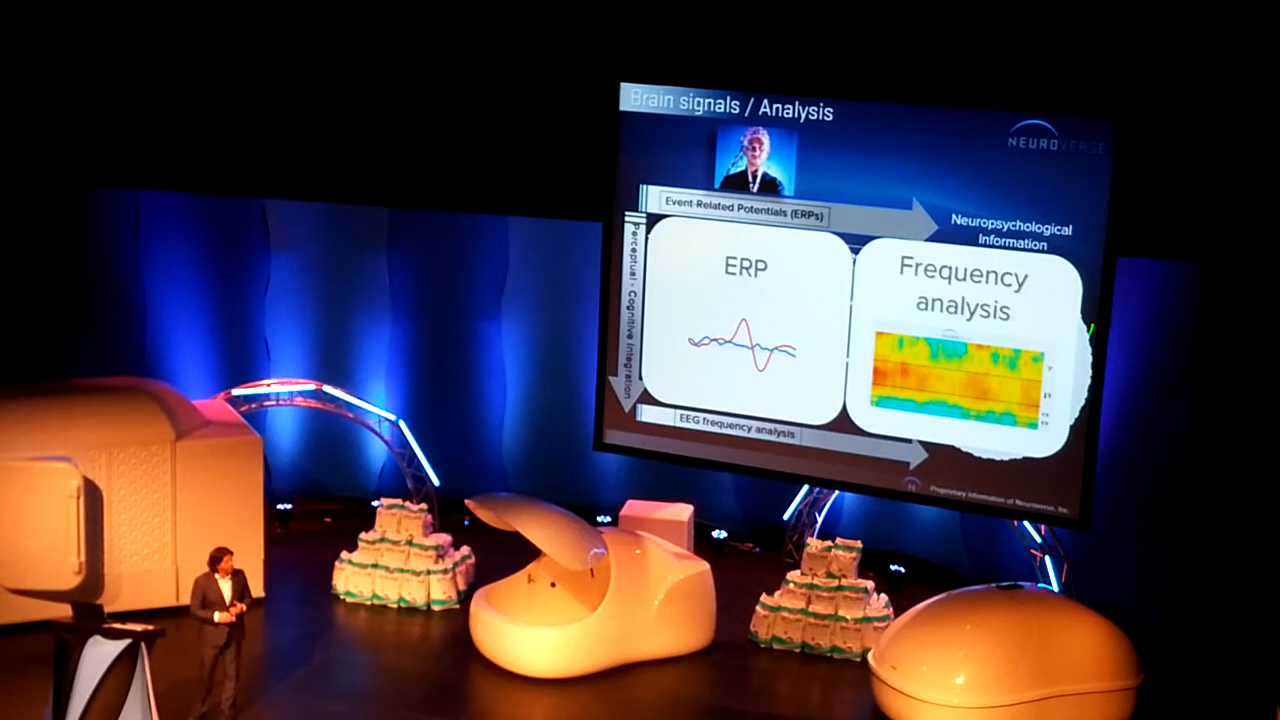 Brain signals / Analysis
NEUROVERSE
Event-Related Potentials (ERPs)
Neuropsychological
Information
Perceptual - Cognitive Integration
ERP
Frequency
analysis
EEG frequency analysis
Proprietary information of Neuroverse, Inc.